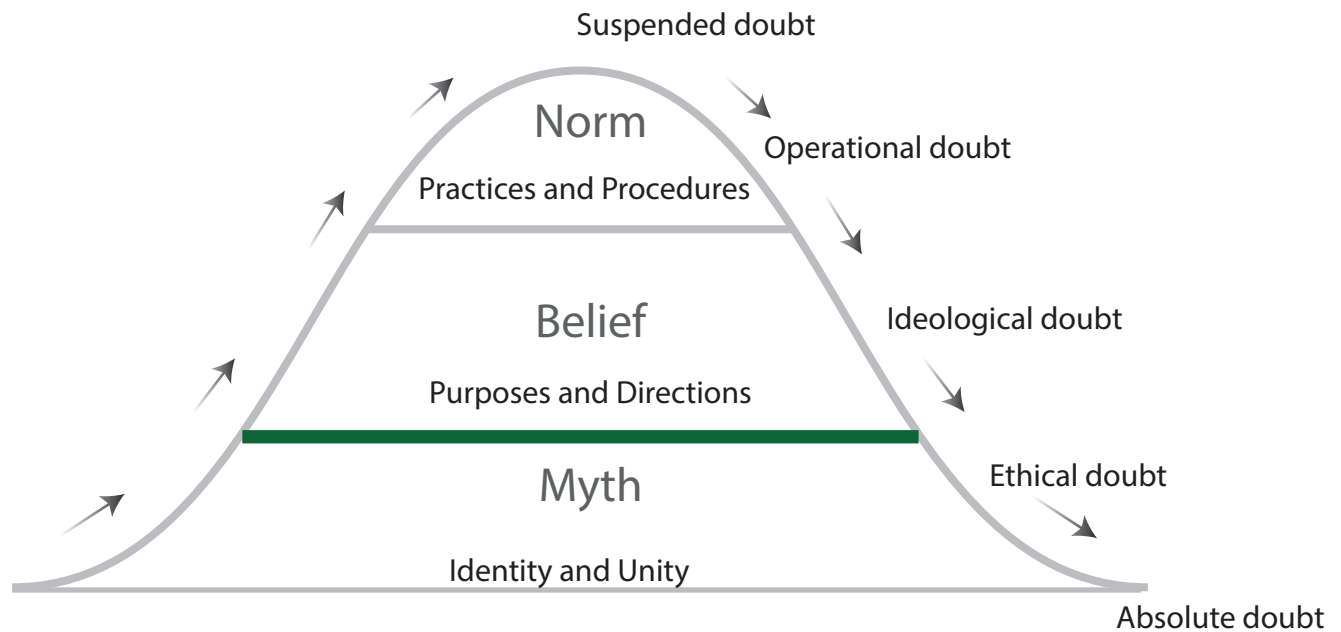 Suspended doubt
Norm
Operational doubt
Practices and Procedures
Belief
Ideological doubt
Purposes and Directions
Myth
Ethical doubt
Identity and Unity
Absolute doubt